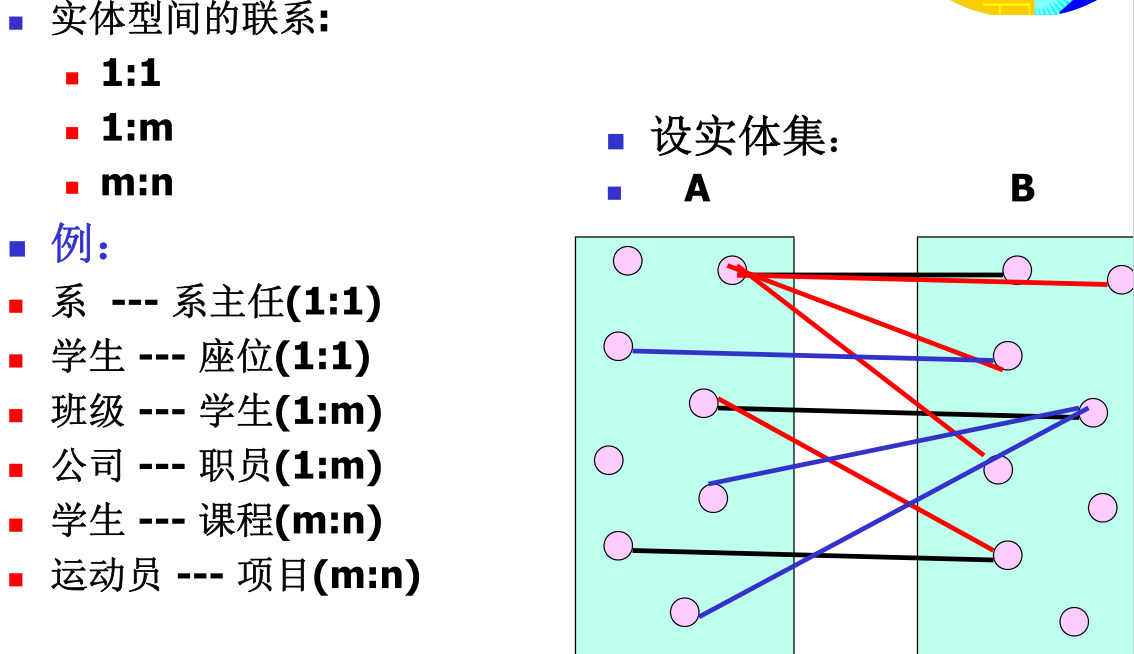 实体型间的联系:
1:1
1:m
m:n
例：
系 --- 系主任(1:1)
学生 --- 座位(1:1)
班级 --- 学生(1:m)
公司 --- 职员(1:m)
学生 --- 课程(m:n)
运动员 --- 项目(m:n)
设实体集：
A B